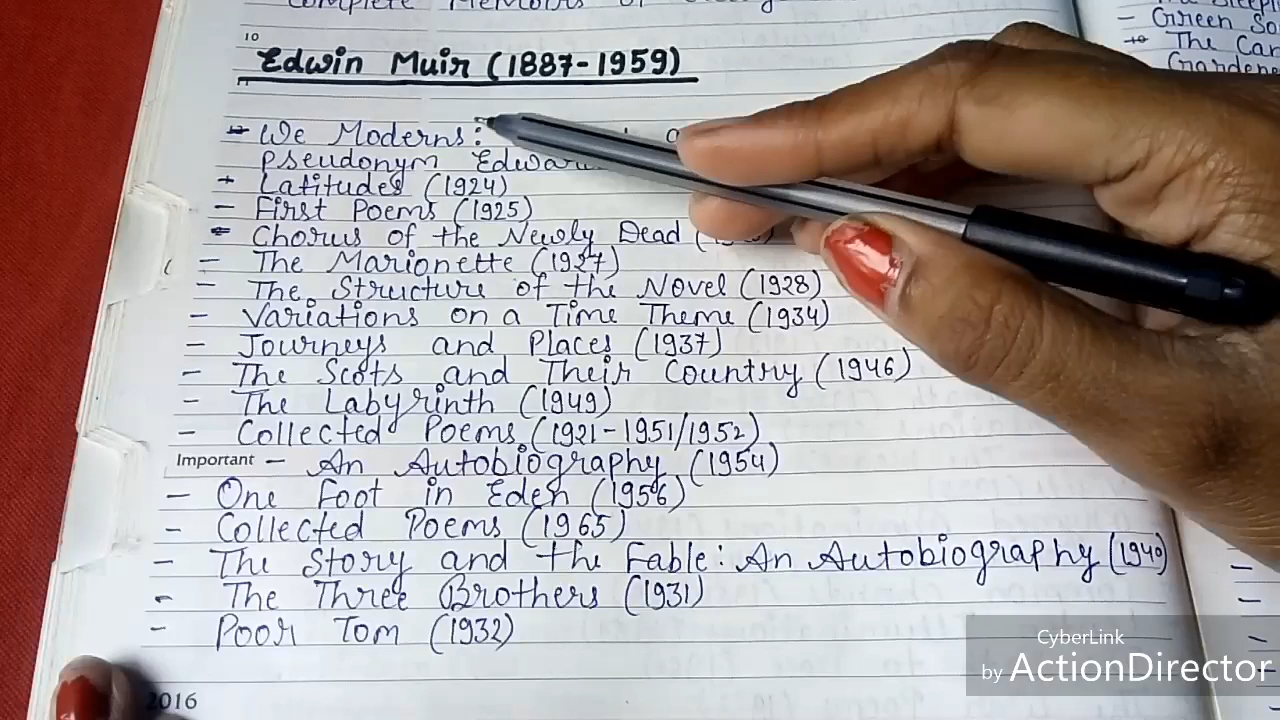 Complete Memoirs of
10
Edwin Muir (1887-1959)
We Moderns:
Pseudonym
+ Latitudes (1924)
- First Poems (1925)
- Chorus of the Newly Dead
- The Marionette (1927)
- The Structure of the Novel (1928)
- Variations on a Time Theme (1934)
- Journeys and Places (1937)
- The Scots and Their Country (1946)
- The Labyrinth (1949)
- Collected Poems (1921-1951/1952)
Important - An Autobiography (1954)
- One Foot in Eden (1956)
- Collected Poems (1965)
- The Story and the Fable: An Autobiography (1940)
- The Three Brothers (1931)
- Poor Tom (1932)
2016
- Green
The
CyberLink
by ActionDirector